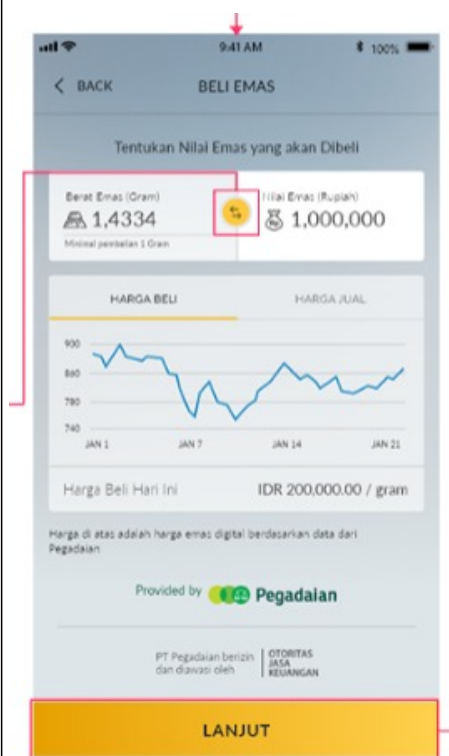 9:41 AM 100%
BACK BELI EMAS
Tentukan Nilai Emas yang akan Dibeli
Berat Emas (Gram)
1,4334
Minimal pembelian 1 Gram
Nilai Emas (Rupiah)
1,000,000
HARGA BELI HARGA JUAL
900
860
780
740
JAN 1 JAN 7 JAN 14 JAN 21
Harga Beli Hari Ini IDR 200,000.00 / gram
Harga di atas adalah harga emas digital berdasarkan data dari
Pegadaian
Provided by Pegadaian
PT Pegadaian berizin
dan diawasi oleh
OTORITAS
JASA
KEUANGAN
LANJUT